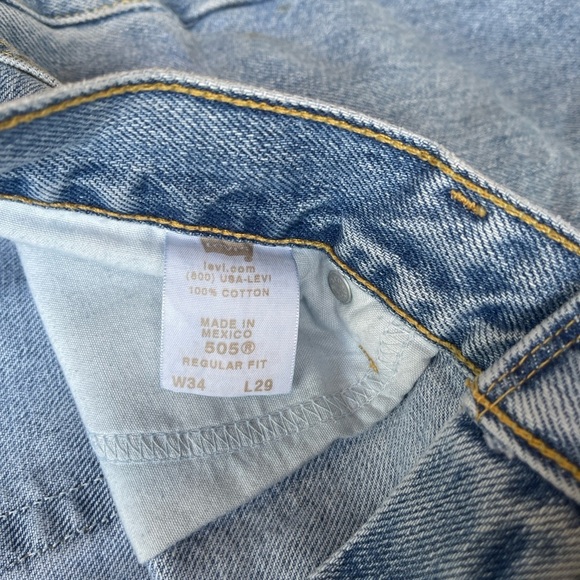 levi.com
(800) USA-LEVI
100% COTTON
MADE IN
MEXICO
505®
REGULAR FIT
W34 L29